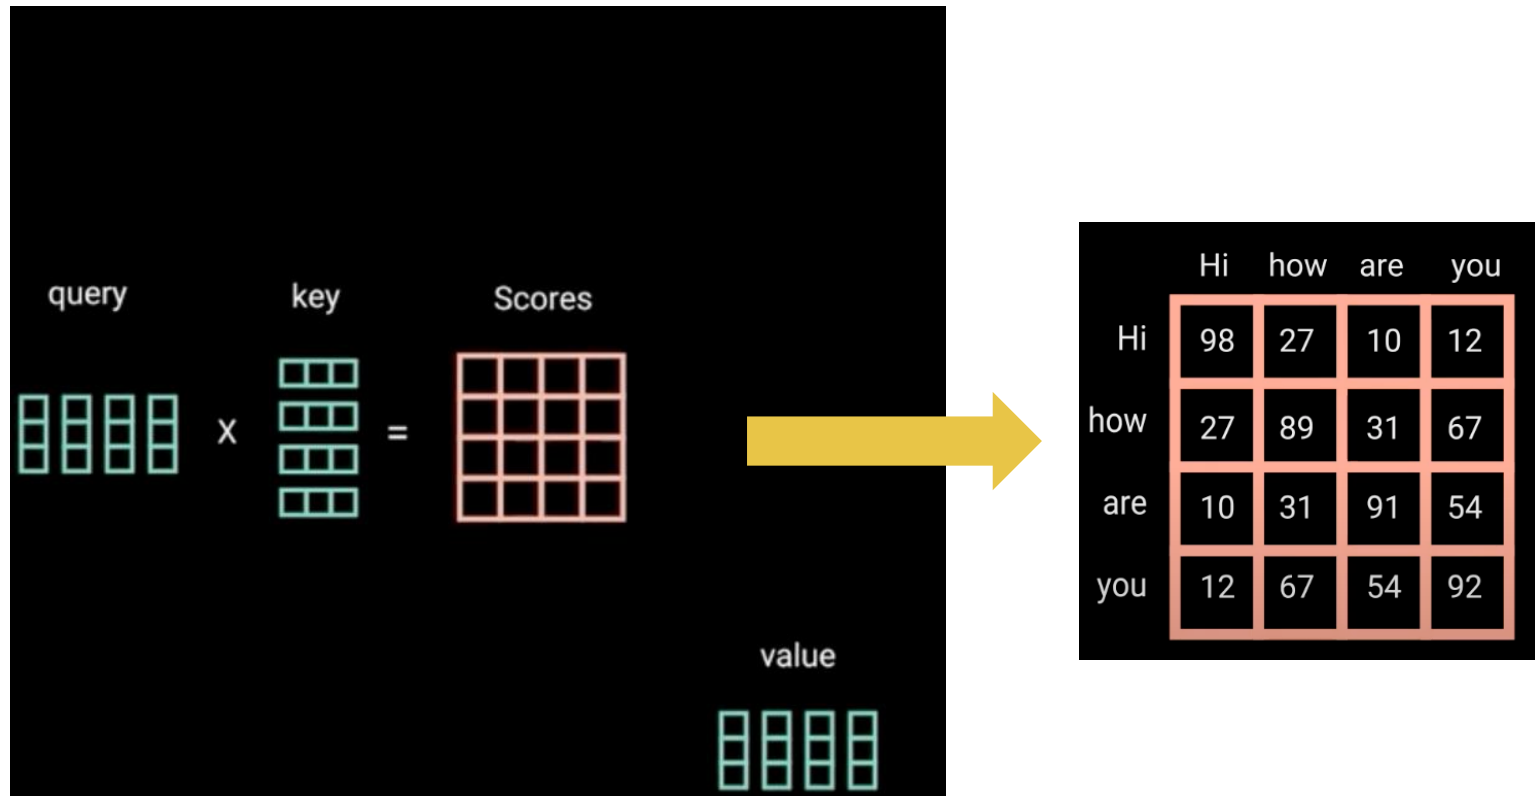 query
key
Scores
X
=
value
Hi how are you
Hi 98 27 10 12
how 27 89 31 67
are 10 31 91 54
you 12 67 54 92